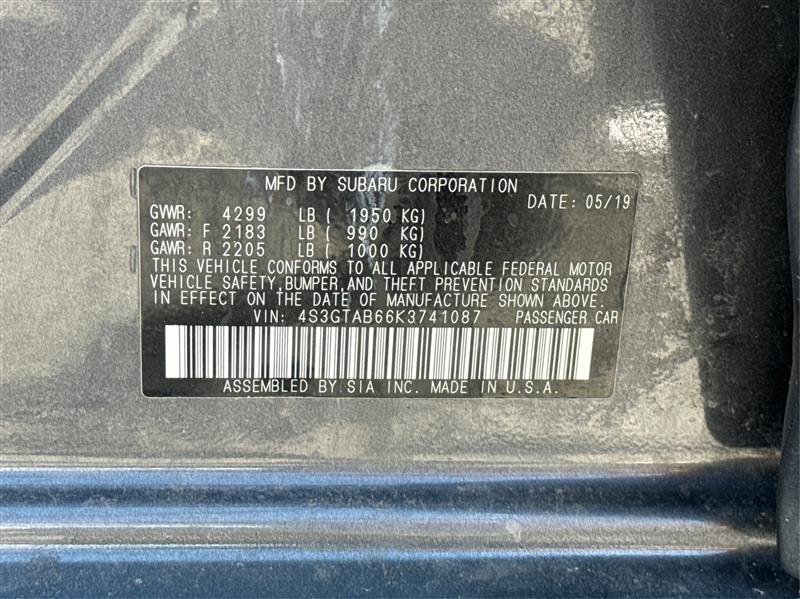 MFD BY SUBARU CORPORATION
DATE: 05/19
GVWR: 4299 LB ( 1950 KG)
GAWR: F 2183 LB ( 990 KG)
GAWR: R 2205 LB ( 1000 KG)
THIS VEHICLE CONFORMS TO ALL APPLICABLE FEDERAL MOTOR
VEHICLE SAFETY, BUMPER, AND THEFT PREVENTION STANDARDS
IN EFFECT ON THE DATE OF MANUFACTURE SHOWN ABOVE.
VIN: 4S3GTAB66K3741087 PASSENGER CAR
ASSEMBLED BY SIA INC. MADE IN U.S.A.